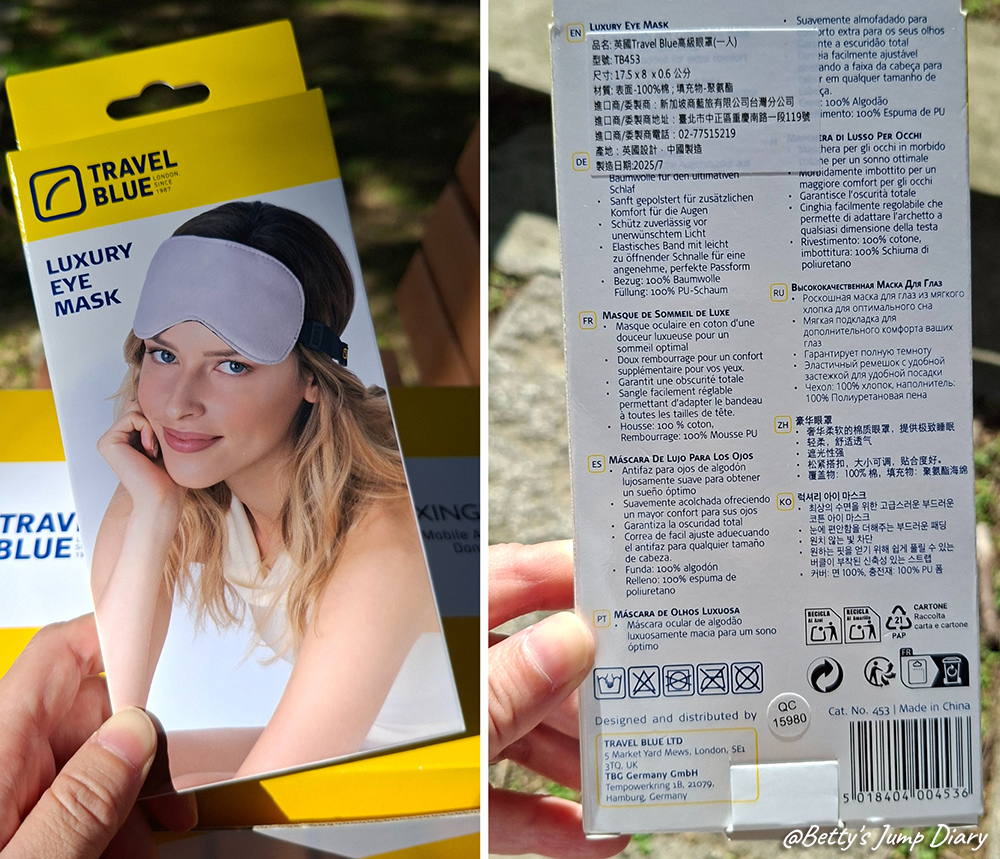 TRAVEL
BLUE
LONDON
SINCE
1987
LUXURY
EYE
MASK
TRAV
BLUE
XING
Mobile A
EN LUXURY EYE MASK
品名: 英國Travel Blue高級眼罩(一入)
型號: TB453
尺寸: 17.5 x 8 x 0.6 公分
材質: 表面-100%棉; 填充物-聚氨酯
進口商/委製商: 新加坡商藍旅有限公司台灣分公司
進口商/委製商地址: 臺北市中正區重慶南路一段119號
進口商/委製商電話: 02-77515219
產地: 英國設計、中國製造
製造日期:2025/7
DE
Baumwolle für den ultimativen
Schlaf
• Sanft gepolstert für zusätzlichen
Komfort für die Augen
• Schütz zuverlässig vor
unerwünschtem Licht
• Elastisches Band mit leicht
zu öffnender Schnalle für eine
angenehme, perfekte Passform
• Bezug: 100% Baumwolle
Füllung: 100% PU-Schaum
FR MASQUE DE SOMMEIL DE LUXE
• Masque oculaire en coton d'une
douceur luxueuse pour un
sommeil optimal
• Doux rembourrage pour un confort
supplémentaire pour vos yeux.
• Garantit une obscurité totale
• Sangle facilement réglable
permettant d'adapter le bandeau
à toutes les tailles de tête.
• Housse: 100 % coton,
Rembourrage: 100% Mousse PU
ES MÁSCARA DE LUJO PARA LOS OJOS
• Antifaz para ojos de algodón
lujosamente suave para obtener
un sueño óptimo
• Suavemente acolchada ofreciendo
un mayor confort para sus ojos
• Garantiza la oscuridad total
• Correa de facil ajuste aduecuando
el antifaz para qualquier tamaño
de cabeza.
• Funda: 100% algodón
Relleno: 100% espuma de
poliuretano
PT MÁSCARA DE OLHOS LUXUOSA
• Máscara ocular de algodão
luxuosamente macia para um sono
óptimo
• Suavemente almofadado para
orto extra para os seus olhos
nte a escuridão total
eia facilmente ajustável
ando a faixa da cabeça para
r em qualquer tamanho de
: 100% Algodão
imento: 100% Espuma de PU
ERA DI LUSSO PER OCCHI
hera per gli occhi in morbido
ne per un sonno ottimale
• Morbidamente imbottito per un
maggiore comfort per gli occhi
• Garantisce l'oscurità totale
• Cinghia facilmente regolabile che
permette di adattare l'archetto a
qualsiasi dimensione della testa
• Rivestimento: 100% cotone,
imbottitura: 100% Schiuma di
poliuretano
RU ВЫСОКОКАЧЕСТВЕННАЯ МАСКА ДЛЯ ГЛАЗ
• Роскошная маска для глаз из мягкого
хлопка для оптимального сна
• Мягкая подкладка для
дополнительного комфорта ваших
глаз
• Гарантирует полную темноту
• Эластичный ремешок с удобной
застежкой для удобной посадки
• Чехол: 100% хлопок, наполнитель:
100% Полиуретановая пена
ZH 豪华眼罩
• 奢华柔软的棉质眼罩，提供极致睡眠
• 轻柔，舒适透气
• 遮光性强
• 松紧搭扣，大小可调，贴合度好。
• 覆盖物: 100% 棉，填充物: 聚氨酯海绵
KO 럭셔리 아이 마스크
• 최상의 수면을 위한 고급스러운 부드러운
코튼 아이 마스크
• 눈에 편안함을 더해주는 부드러운 패딩
• 원치 않는 빛 차단
• 원하는 핏을 얻기 위해 쉽게 풀릴 수 있는
버클이 부착된 신축성 있는 스트랩
• 커버: 면 100%, 충전재: 100% PU 폼
RECICLA
Al Azul
RECICLA
Al Amarillo
21
PAP
CARTONE
Raccolta
carta e cartone
FR
Designed and distributed by
QC
15980
Cat. No. 453 | Made in China
TRAVEL BLUE LTD
5 Market Yard Mews, London, SE1
3TQ, UK
TBG Germany GmbH
Tempowerkring 1B, 21079,
Hamburg, Germany
5 018404 004536
@Betty's Jump Diary